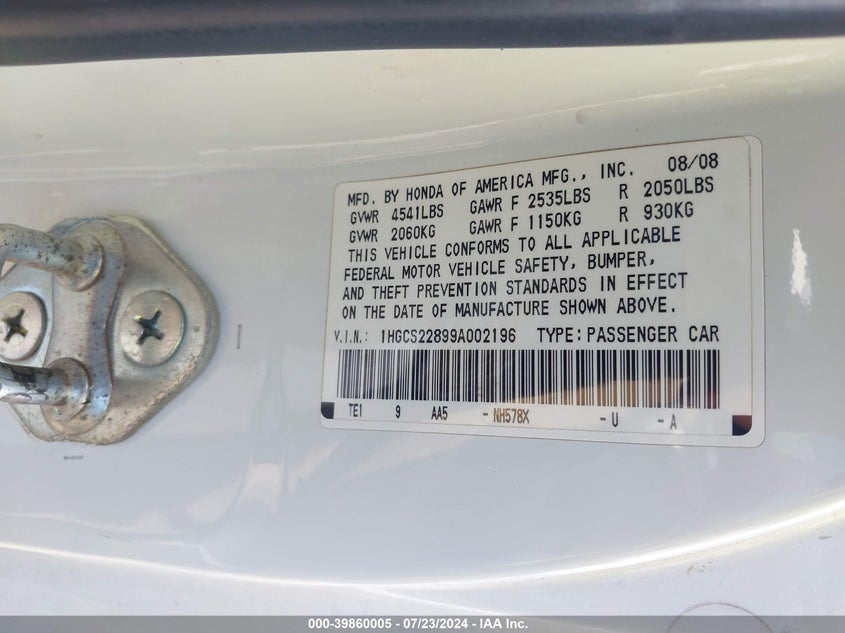 MFD. BY HONDA OF AMERICA MFG., INC. 08/08
GVWR 4541LBS GAWR F 2535LBS R 2050LBS
GVWR 2060KG GAWR F 1150KG R 930KG
THIS VEHICLE CONFORMS TO ALL APPLICABLE
FEDERAL MOTOR VEHICLE SAFETY, BUMPER,
AND THEFT PREVENTION STANDARDS IN EFFECT
ON THE DATE OF MANUFACTURE SHOWN ABOVE.
V.I.N.: 1HGCS22899A002196 TYPE: PASSENGER CAR
TE1 9 AA5 - NH578X - U - A
000-39860005 - 07/23/2024 - IAA Inc.